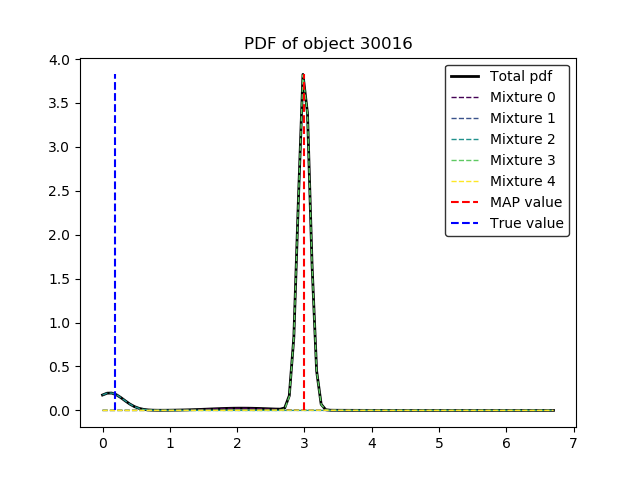 PDF of object 30016
4.0
3.5
3.0
2.5
2.0
1.5
1.0
0.5
0.0
0 1 2 3 4 5 6 7
Total pdf
Mixture 0
Mixture 1
Mixture 2
Mixture 3
Mixture 4
MAP value
True value